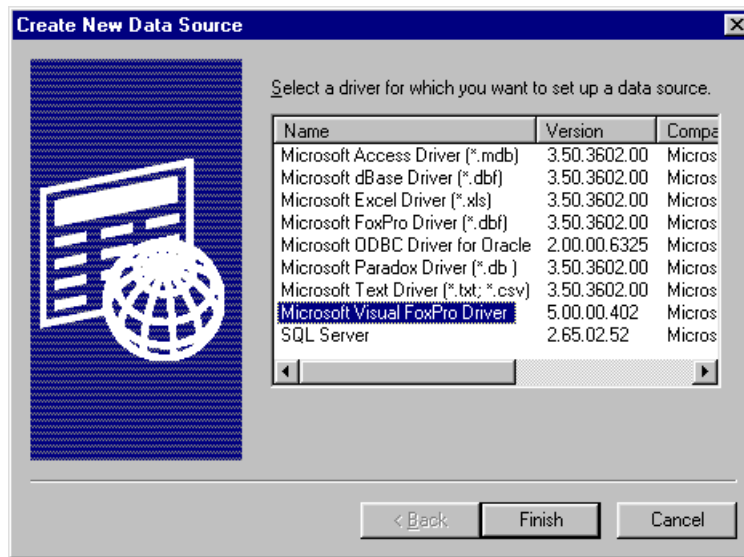 Create New Data Source
Select a driver for which you want to set up a data source.
Name Version Compa
Microsoft Access Driver (*.mdb) 3.50.3602.00 Micros
Microsoft dBase Driver (*.dbf) 3.50.3602.00 Micros
Microsoft Excel Driver (*.xls) 3.50.3602.00 Micros
Microsoft FoxPro Driver (*.dbf) 3.50.3602.00 Micros
Microsoft ODBC Driver for Oracle 2.00.00.6325 Micros
Microsoft Paradox Driver (*.db ) 3.50.3602.00 Micros
Microsoft Text Driver (*.txt; *.csv) 3.50.3602.00 Micros
Microsoft Visual FoxPro Driver 5.00.00.402 Micros
SQL Server 2.65.02.52 Micros
< Back Finish Cancel